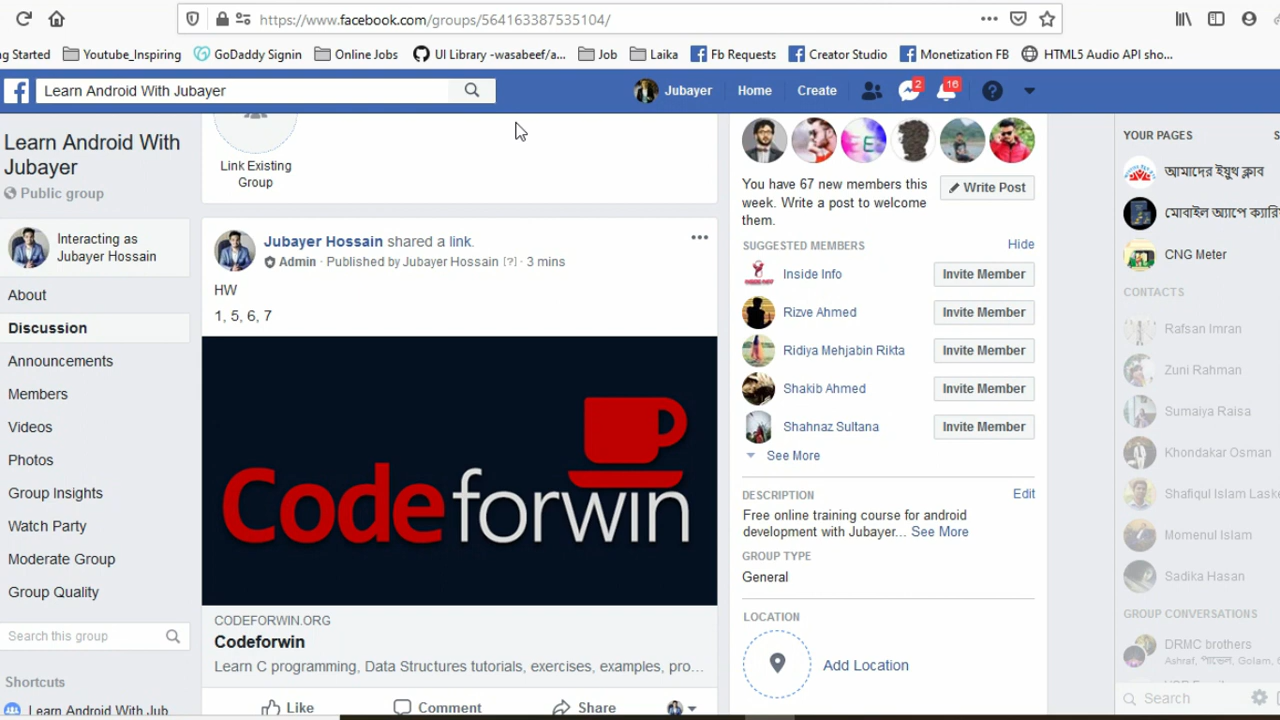 https://www.facebook.com/groups/564163387535104/
ng Started
Youtube_Inspiring
GoDaddy Signin
Online Jobs
UI Library -wasabeef/a...
Job
Laika
Fb Requests
Creator Studio
Monetization FB
HTML5 Audio API sho...
Learn Android With Jubayer
Jubayer
Home
Create
2
16
?
Learn Android With
Jubayer
Public group
Interacting as
Jubayer Hossain
About
Discussion
Announcements
Members
Videos
Photos
Group Insights
Watch Party
Moderate Group
Group Quality
Search this group
Shortcuts
Learn Android With Jub
Link Existing
Group
Jubayer Hossain shared a link.
Admin · Published by Jubayer Hossain [?] · 3 mins
HW
1, 5, 6, 7
Codeforwin
CODEFORWIN.ORG
Codeforwin
Learn C programming, Data Structures tutorials, exercises, examples, pro...
Like
Comment
Share
You have 67 new members this
week. Write a post to welcome
them.
Write Post
SUGGESTED MEMBERS
Hide
Inside Info
Invite Member
Rizve Ahmed
Invite Member
Ridiya Mehjabin Rikta
Invite Member
Shakib Ahmed
Invite Member
Shahnaz Sultana
Invite Member
See More
DESCRIPTION
Edit
Free online training course for android
development with Jubayer... See More
GROUP TYPE
General
LOCATION
Add Location
YOUR PAGES
S
আমাদের ইয়ুথ ক্লাব
মোবাইল অ্যাপে ক্যারি
CNG Meter
CONTACTS
Rafsan Imran
Zuni Rahman
Sumaiya Raisa
Khondakar Osman
Shafiqul Islam Lask
Momenul Islam
Sadika Hasan
GROUP CONVERSATIONS
DRMC brothers
Ashraf, পাভেল, Golam, 6
Search